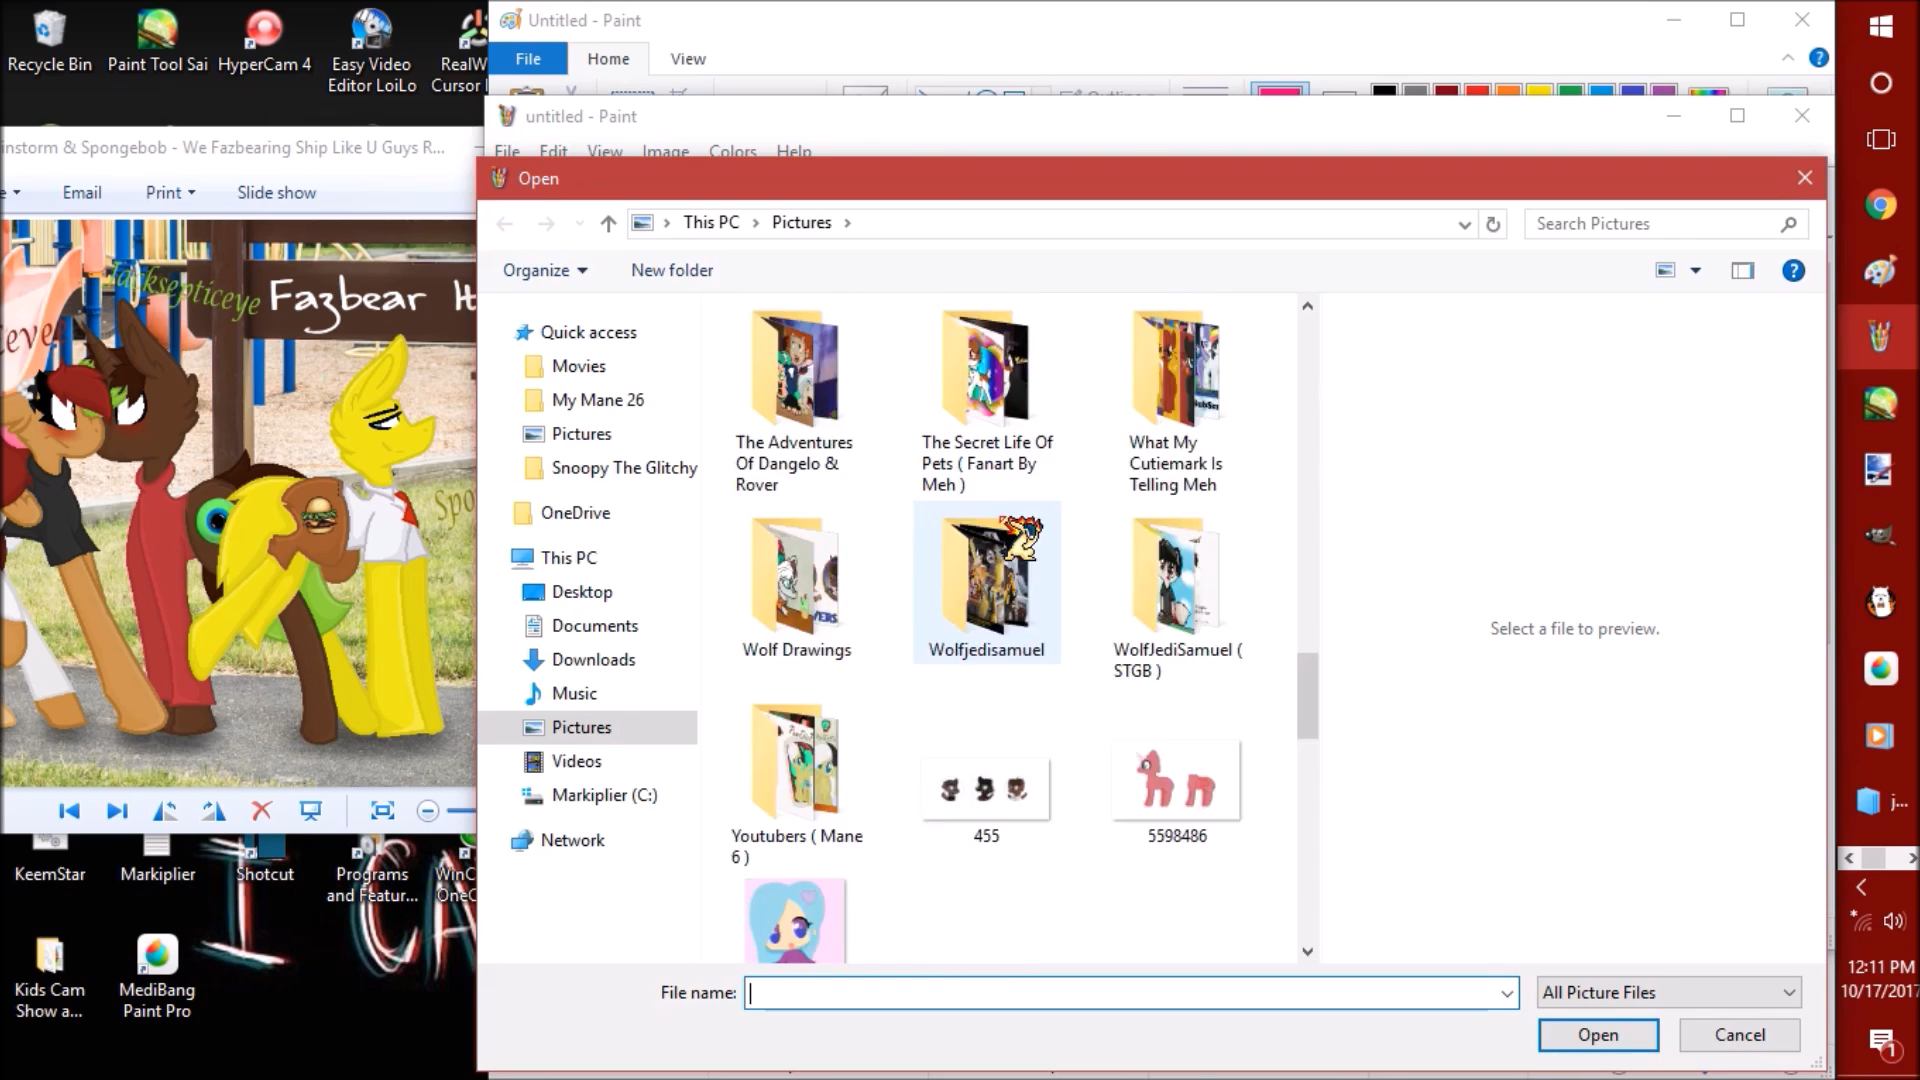 Recycle Bin
Paint Tool Sai
HyperCam 4
Easy Video
Editor LoiLo
RealW
Cursor
Untitled - Paint
File
Home
View
untitled - Paint
File Edit View Image Colors Help
instorm & Spongebob - We Fazbearing Ship Like U Guys R...
Email
Print
Slide show
Jacksepticeye
Fazbear
Open
This PC
Pictures
Search Pictures
Organize
New folder
Quick access
Movies
My Mane 26
Pictures
Snoopy The Glitchy
OneDrive
This PC
Desktop
Documents
Downloads
Music
Pictures
Videos
Markiplier (C:)
Network
The Adventures
Of Dangelo &
Rover
The Secret Life Of
Pets ( Fanart By
Meh )
What My
Cutiemark Is
Telling Meh
Wolf Drawings
Wolfjedisamuel
WolfJediSamuel (
STGB )
Youtubers ( Mane
6 )
455
5598486
Select a file to preview.
File name:
All Picture Files
Open
Cancel
KeemStar
Markiplier
Shotcut
Programs
and Featur...
WinC
OneC
I CA
Kids Cam
Show a...
MediBang
Paint Pro
j...
12:11 PM
10/17/2017
1